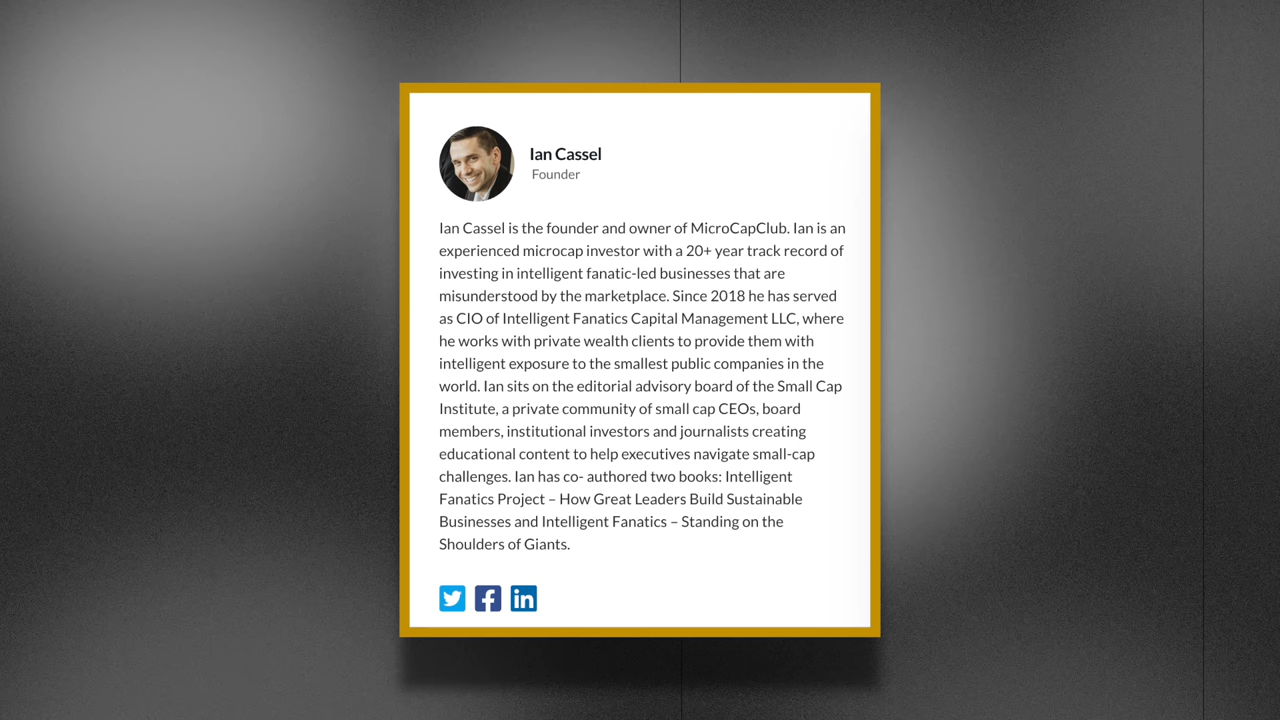 Ian Cassel
Founder
Ian Cassel is the founder and owner of MicroCapClub. Ian is an
experienced microcap investor with a 20+ year track record of
investing in intelligent fanatic-led businesses that are
misunderstood by the marketplace. Since 2018 he has served
as CIO of Intelligent Fanatics Capital Management LLC, where
he works with private wealth clients to provide them with
intelligent exposure to the smallest public companies in the
world. Ian sits on the editorial advisory board of the Small Cap
Institute, a private community of small cap CEOs, board
members, institutional investors and journalists creating
educational content to help executives navigate small-cap
challenges. Ian has co- authored two books: Intelligent
Fanatics Project – How Great Leaders Build Sustainable
Businesses and Intelligent Fanatics – Standing on the
Shoulders of Giants.